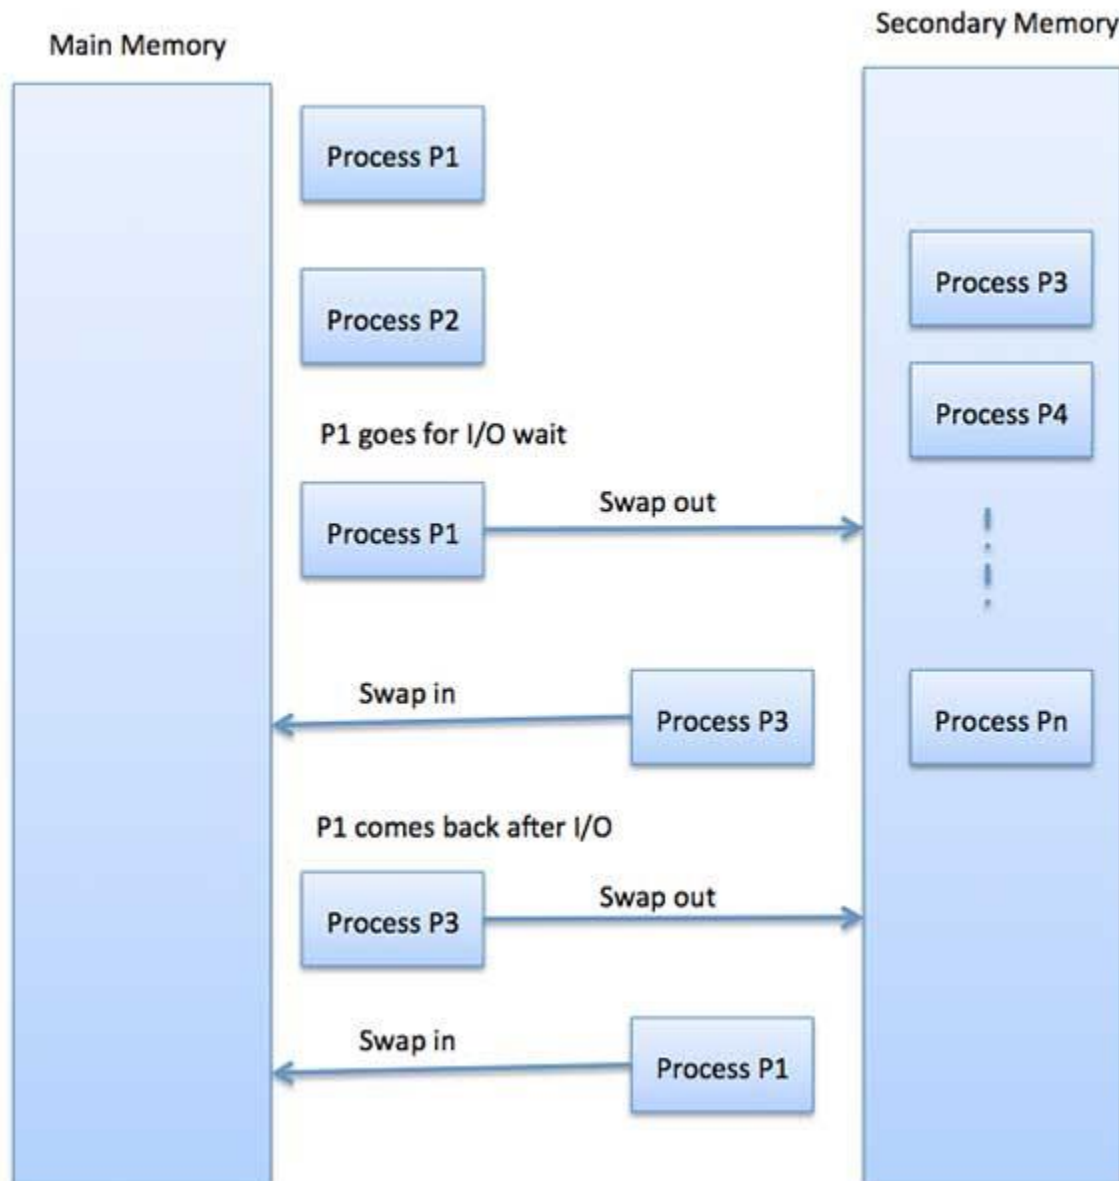 Main Memory
Secondary Memory
Process P1
Process P2
Process P3
Process P4
P1 goes for I/O wait
Process P1
Swap out
Swap in
Process P3
Process Pn
P1 comes back after I/O
Process P3
Swap out
Swap in
Process P1